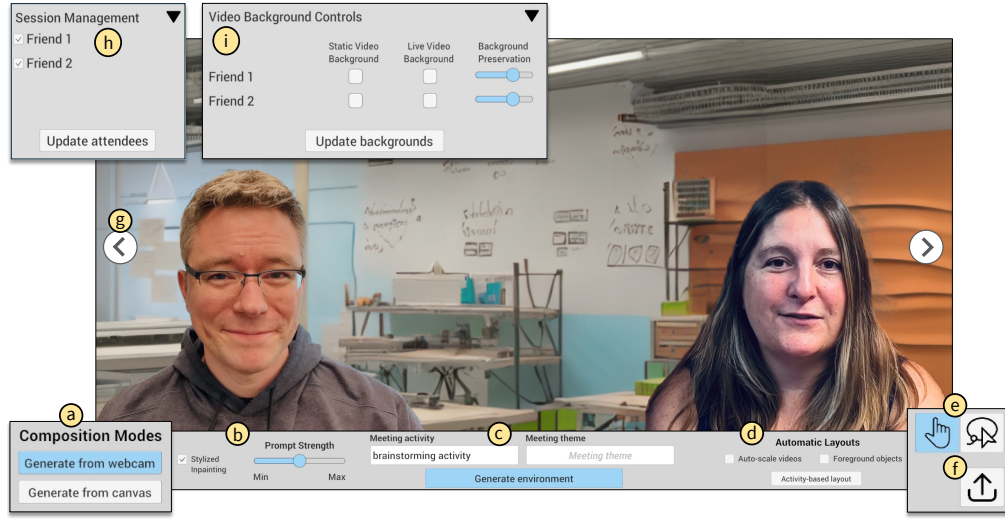 Session Management
h
Friend 1
Friend 2
Update attendees
Video Background Controls
i
Static Video
Background
Live Video
Background
Background
Preservation
Friend 1
Friend 2
Update backgrounds
g
a
Composition Modes
Generate from webcam
Generate from canvas
b
Stylized
Inpainting
Prompt Strength
Min Max
c
Meeting activity
brainstorming activity
Meeting theme
Meeting theme
Generate environment
d
Automatic Layouts
Auto-scale videos
Foreground objects
Activity-based layout
e
f